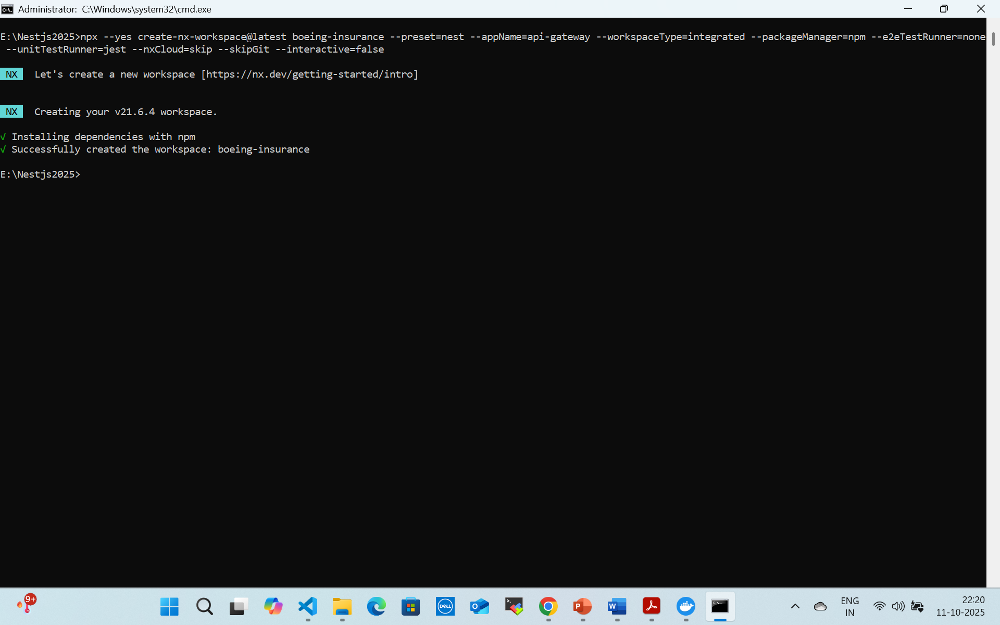 Administrator: C:\Windows\system32\cmd.exe
E:\Nestjs2025>npx --yes create-nx-workspace@latest boeing-insurance --preset=nest --appName=api-gateway --workspaceType=integrated --packageManager=npm --e2eTestRunner=none
--unitTestRunner=jest --nxCloud=skip --skipGit --interactive=false
NX Let's create a new workspace [https://nx.dev/getting-started/intro]
NX Creating your v21.6.4 workspace.
√ Installing dependencies with npm
√ Successfully created the workspace: boeing-insurance
E:\Nestjs2025>
9+
DELL
ENG
IN
22:20
11-10-2025